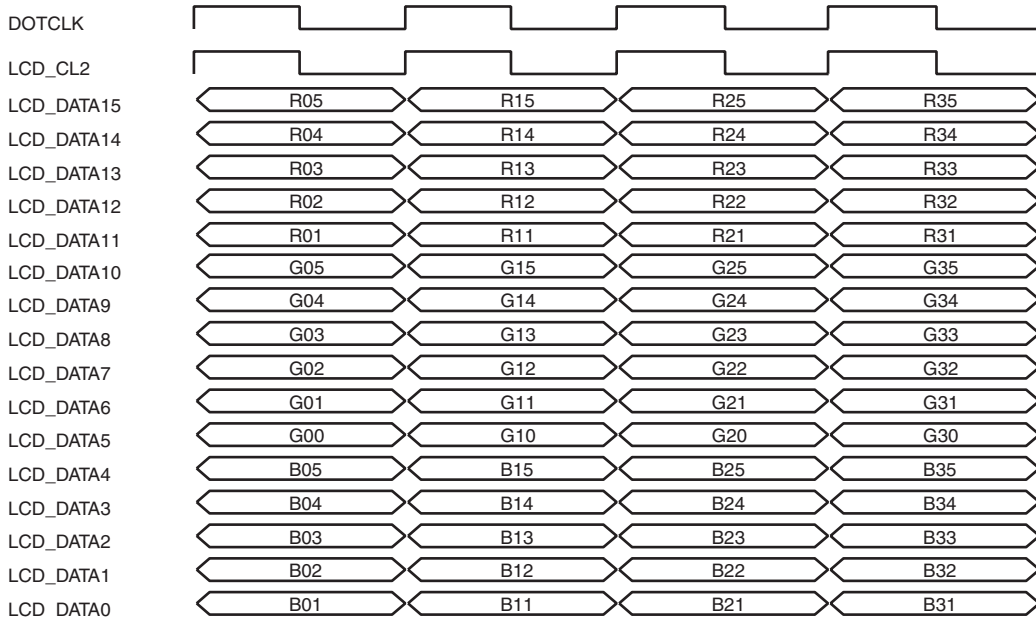 DOTCLK
LCD_CL2
LCD_DATA15 R05 R15 R25 R35
LCD_DATA14 R04 R14 R24 R34
LCD_DATA13 R03 R13 R23 R33
LCD_DATA12 R02 R12 R22 R32
LCD_DATA11 R01 R11 R21 R31
LCD_DATA10 G05 G15 G25 G35
LCD_DATA9 G04 G14 G24 G34
LCD_DATA8 G03 G13 G23 G33
LCD_DATA7 G02 G12 G22 G32
LCD_DATA6 G01 G11 G21 G31
LCD_DATA5 G00 G10 G20 G30
LCD_DATA4 B05 B15 B25 B35
LCD_DATA3 B04 B14 B24 B34
LCD_DATA2 B03 B13 B23 B33
LCD_DATA1 B02 B12 B22 B32
LCD_DATA0 B01 B11 B21 B31